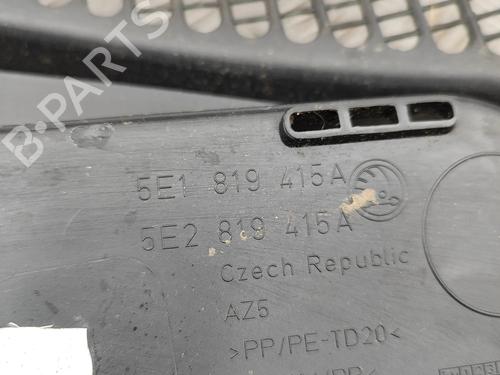 B-PARTS
5E1 819 415A
5E2 819 415A
Czech Republic
AZ5
>PP/PE-TD20<